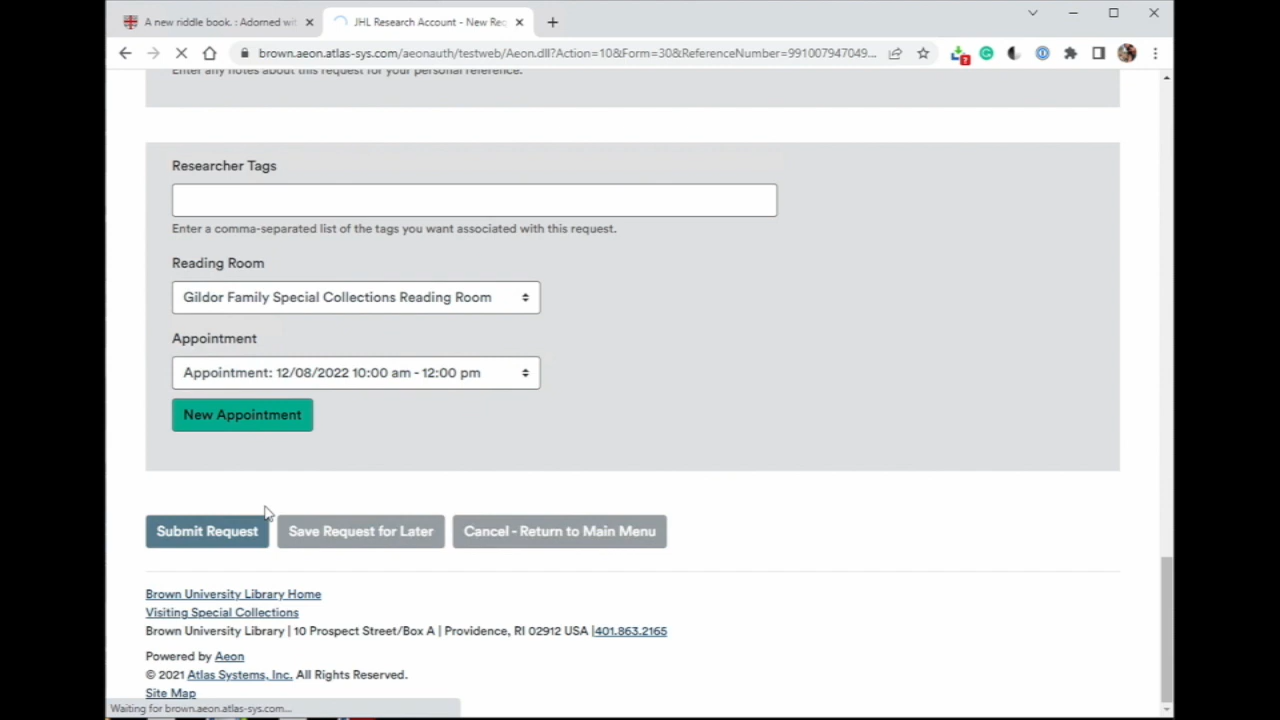 A new riddle book. : Adorned wit
JHL Research Account - New Req
brown.aeon.atlas-sys.com/aeonauth/testweb/Aeon.dll?Action=10&Form=30&ReferenceNumber=991007947049...
Enter any notes about this request for your personal reference.
Researcher Tags
Enter a comma-separated list of the tags you want associated with this request.
Reading Room
Gildor Family Special Collections Reading Room
Appointment
Appointment: 12/08/2022 10:00 am - 12:00 pm
New Appointment
Submit Request Save Request for Later Cancel - Return to Main Menu
Brown University Library Home
Visiting Special Collections
Brown University Library | 10 Prospect Street/Box A | Providence, RI 02912 USA |401.863.2165
Powered by Aeon
© 2021 Atlas Systems, Inc. All Rights Reserved.
Site Map
Waiting for brown.aeon.atlas-sys.com...